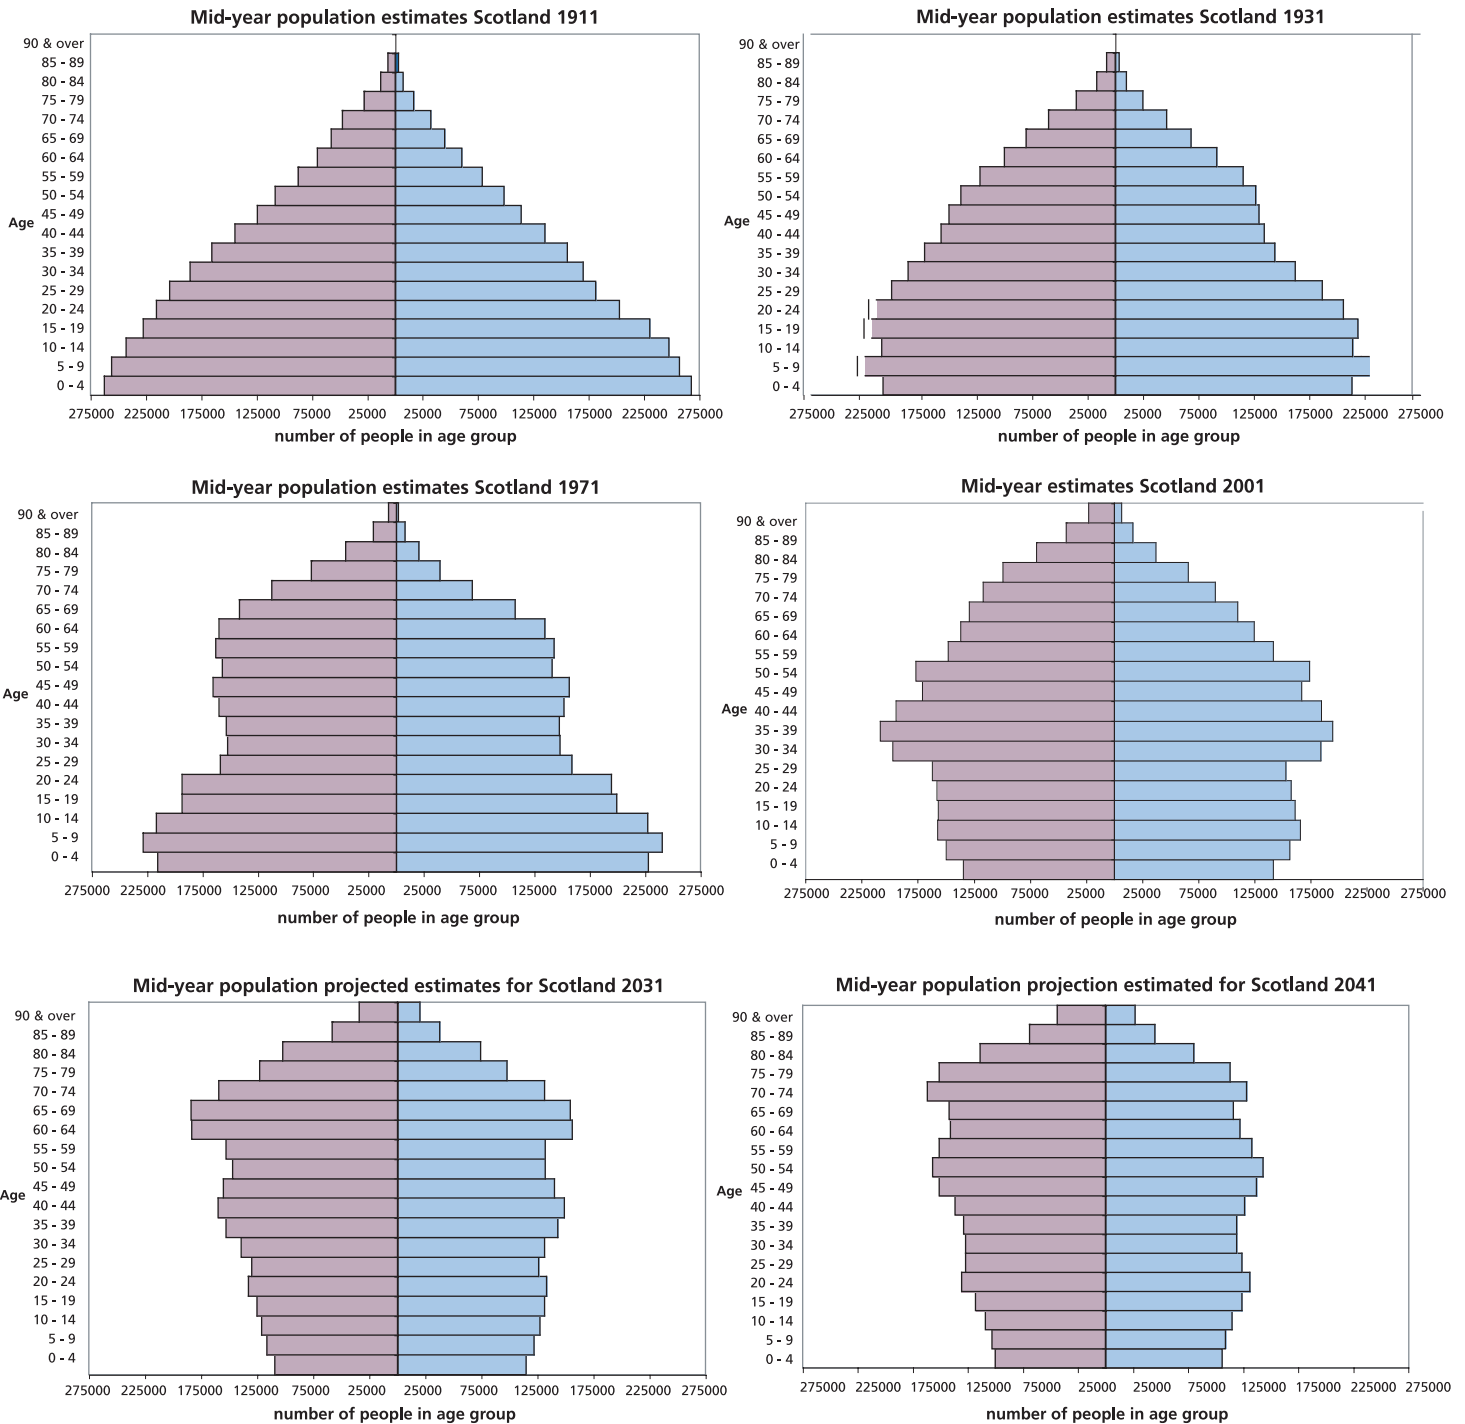 Mid-year population estimates Scotland 1911
90 & over
85 - 89
80 - 84
75 - 79
70 - 74
65 - 69
60 - 64
55 - 59
50 - 54
45 - 49
Age
40 - 44
35 - 39
30 - 34
25 - 29
20 - 24
15 - 19
10 - 14
5 - 9
0 - 4
275000 225000 175000 125000 75000 25000 25000 75000 125000 175000 225000 275000
number of people in age group
Mid-year population estimates Scotland 1931
90 & over
85 - 89
80 - 84
75 - 79
70 - 74
65 - 69
60 - 64
55 - 59
50 - 54
45 - 49
Age
40 - 44
35 - 39
30 - 34
25 - 29
20 - 24
15 - 19
10 - 14
5 - 9
0 - 4
275000 225000 175000 125000 75000 25000 25000 75000 125000 175000 225000 275000
number of people in age group
Mid-year population estimates Scotland 1971
90 & over
85 - 89
80 - 84
75 - 79
70 - 74
65 - 69
60 - 64
55 - 59
50 - 54
Age 45 - 49
40 - 44
35 - 39
30 - 34
25 - 29
20 - 24
15 - 19
10 - 14
5 - 9
0 - 4
275000 225000 175000 125000 75000 25000 25000 75000 125000 175000 225000 275000
number of people in age group
Mid-year estimates Scotland 2001
90 & over
85 - 89
80 - 84
75 - 79
70 - 74
65 - 69
60 - 64
55 - 59
50 - 54
45 - 49
Age 40 - 44
35 - 39
30 - 34
25 - 29
20 - 24
15 - 19
10 - 14
5 - 9
0 - 4
275000 225000 175000 125000 75000 25000 25000 75000 125000 175000 225000 275000
number of people in age group
Mid-year population projected estimates for Scotland 2031
90 & over
85 - 89
80 - 84
75 - 79
70 - 74
65 - 69
60 - 64
55 - 59
50 - 54
45 - 49
Age
40 - 44
35 - 39
30 - 34
25 - 29
20 - 24
15 - 19
10 - 14
5 - 9
0 - 4
275000 225000 175000 125000 75000 25000 25000 75000 125000 175000 225000 275000
number of people in age group
Mid-year population projection estimated for Scotland 2041
90 & over
85 - 89
80 - 84
75 - 79
70 - 74
65 - 69
60 - 64
55 - 59
50 - 54
Age 45 - 49
40 - 44
35 - 39
30 - 34
25 - 29
20 - 24
15 - 19
10 - 14
5 - 9
0 - 4
275000 225000 175000 125000 75000 25000 25000 75000 125000 175000 225000 275000
number of people in age group